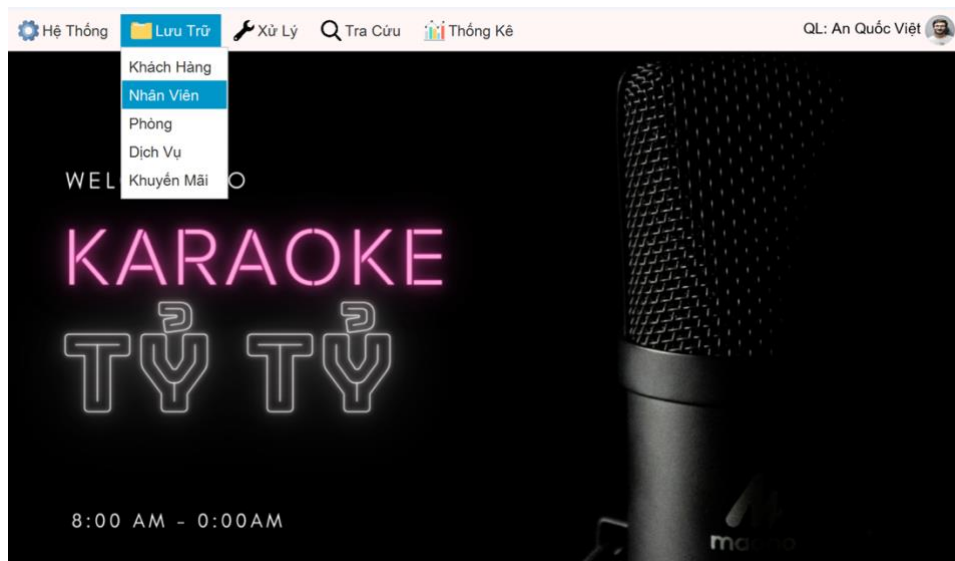 Hệ Thống Lưu Trữ Xử Lý Tra Cứu Thống Kê QL: An Quốc Việt
Khách Hàng
Nhân Viên
Phòng
Dịch Vụ
Khuyến Mãi
WEL O
KARAOKE
TỶ TỶ
8:00 AM - 0:00AM